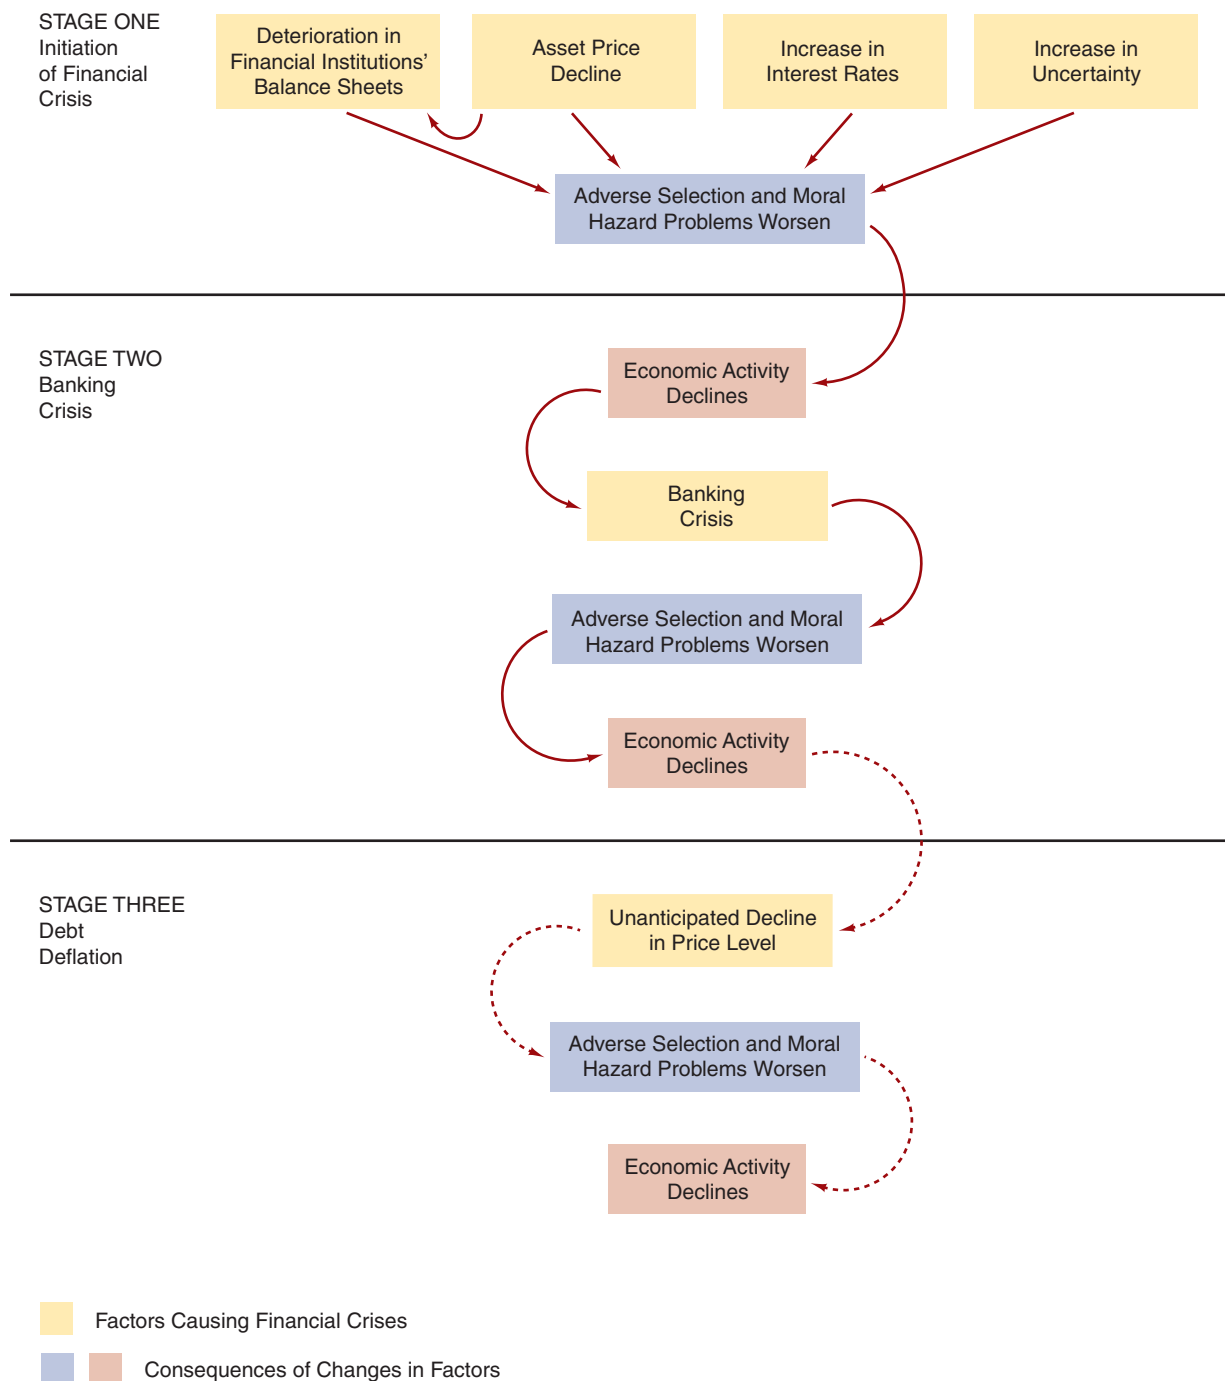 STAGE ONE
Initiation
of Financial
Crisis
Deterioration in
Financial Institutions’
Balance Sheets
Asset Price
Decline
Increase in
Interest Rates
Increase in
Uncertainty
Adverse Selection and Moral
Hazard Problems Worsen
STAGE TWO
Banking
Crisis
Economic Activity
Declines
Banking
Crisis
Adverse Selection and Moral
Hazard Problems Worsen
Economic Activity
Declines
STAGE THREE
Debt
Deflation
Unanticipated Decline
in Price Level
Adverse Selection and Moral
Hazard Problems Worsen
Economic Activity
Declines
Factors Causing Financial Crises
Consequences of Changes in Factors